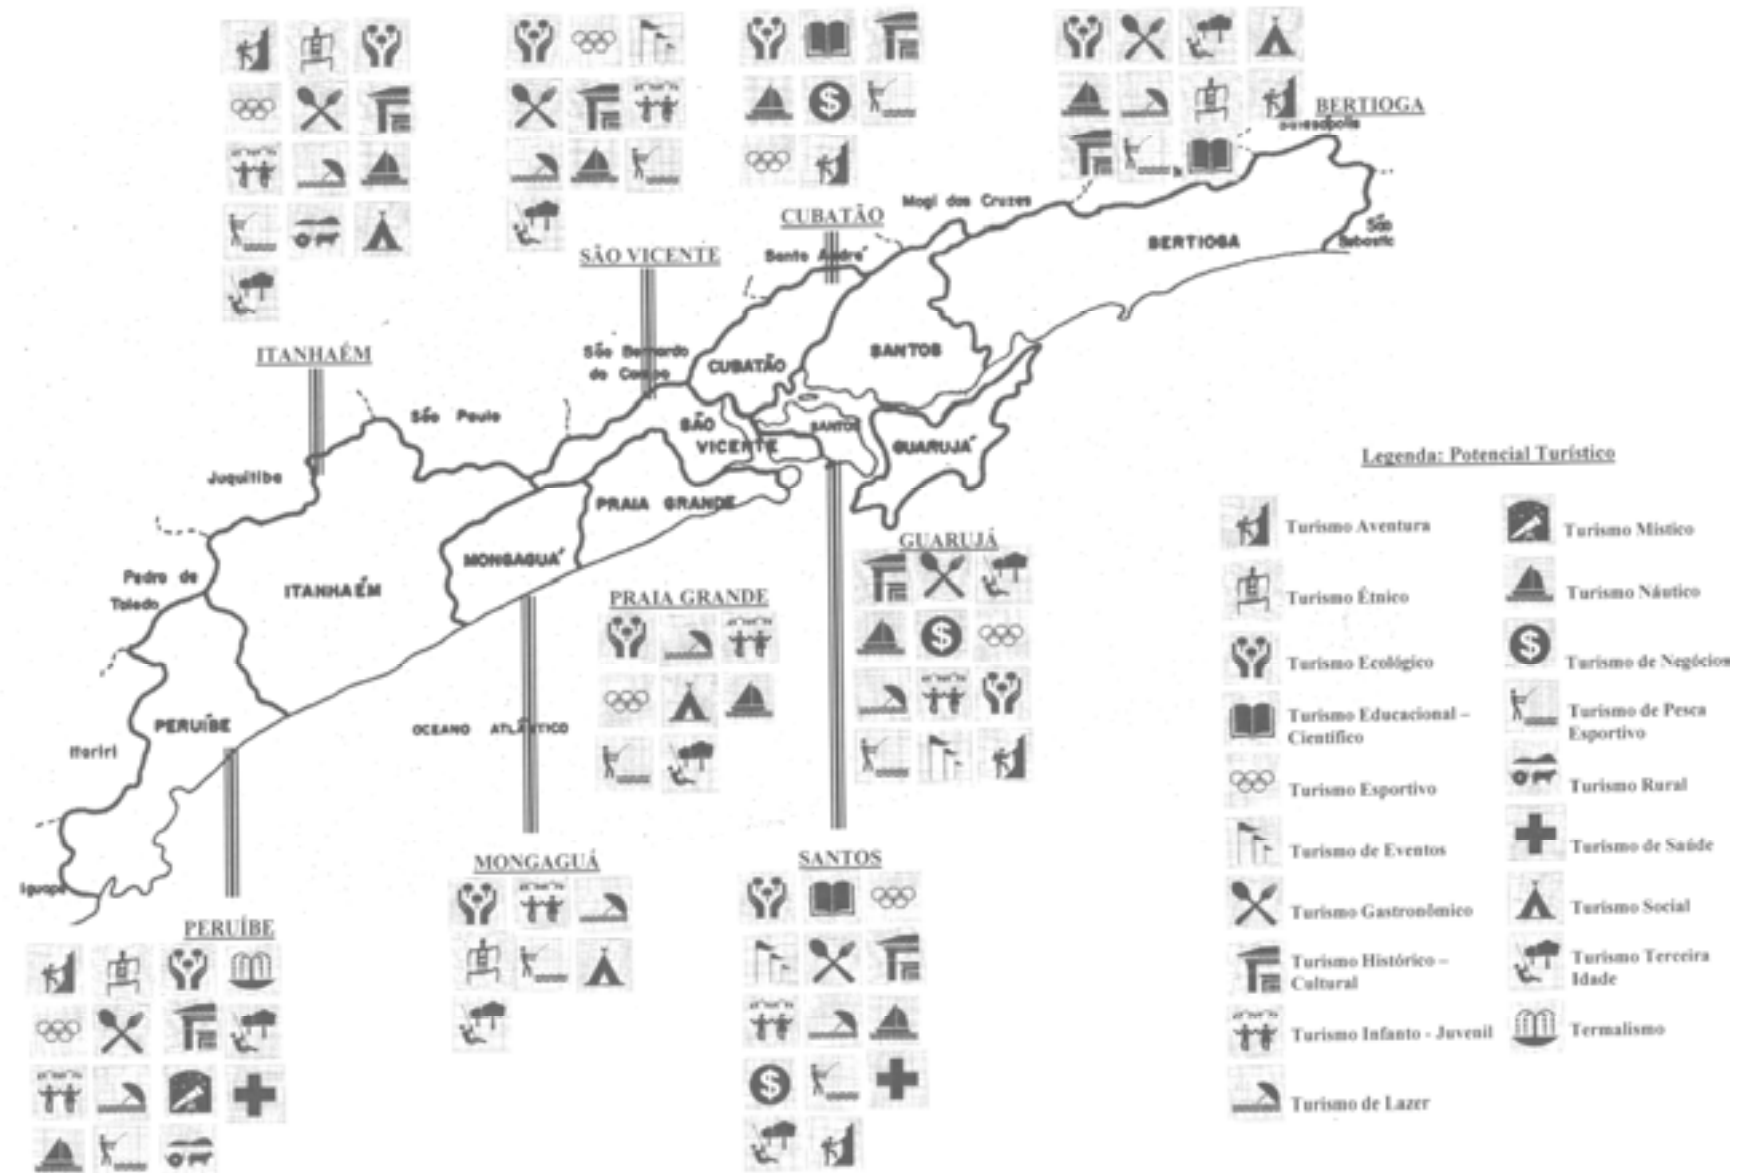 BERTIOGA
CUBATÃO
Mogi das Cruzes
São
BERTIOGA
SÃO VICENTE
Santo André
ITANHAÉM
São Bernardo
do Campo
CUBATÃO
SANTOS
São Paulo
SÃO
VICENTE
SANTOS
GUARUJÁ
Juquitiba
PRAIA GRANDE
MONGAGUÁ
GUARUJÁ
Pedro de
Toledo
ITANHAÉM
PRAIA GRANDE
PERUÍBE
OCEANO ATLÂNTICO
Itariri
Iguape
MONGAGUÁ
SANTOS
PERUÍBE
Legenda: Potencial Turístico
Turismo Aventura
Turismo Étnico
Turismo Ecológico
Turismo Educacional –
Científico
Turismo Esportivo
Turismo de Eventos
Turismo Gastronômico
Turismo Histórico –
Cultural
Turismo Infanto - Juvenil
Turismo de Lazer
Turismo Místico
Turismo Náutico
$
Turismo de Negócios
Turismo de Pesca
Esportivo
Turismo Rural
Turismo de Saúde
Turismo Social
Turismo Terceira
Idade
Termalismo